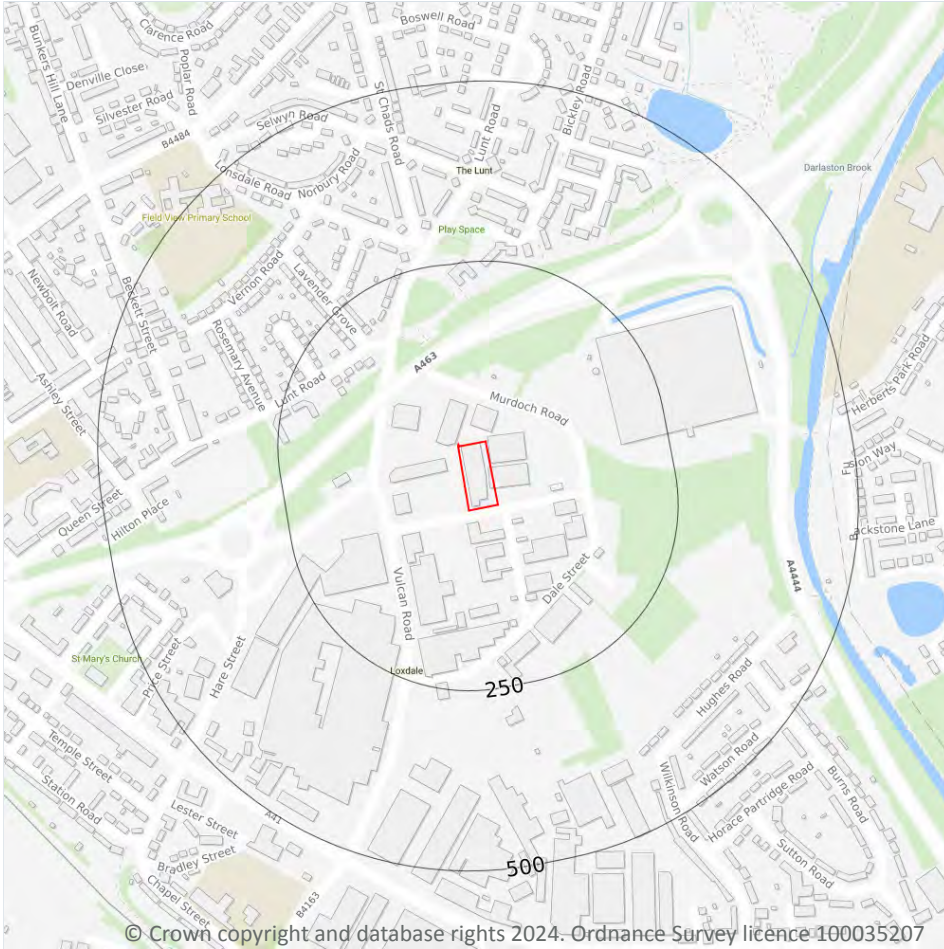 Boswell Road
Clarence Road
Bunkers Hill Lane
Poplar Road
Denville Close
Silvester Road
St Chads Road
Bickley Road
Lunt Road
Selwyn Road
B4484
Lonsdale Road
Norbury Road
The Lunt
Darlaston Brook
Field View Primary School
Play Space
Vernon Road
Lavender Grove
Newbolt Road
Beckett Street
Rosemary Avenue
A463
Lunt Road
Ashley Street
Murdoch Road
Herberts Park Road
Sion Way
Fu
Queen Street
Hilton Place
Backstone Lane
A4444
Dale Street
Vulcan Road
Hare Street
Price Street
St Mary's Church
Loxdale
250
Hughes Road
Watson Road
Wilkinson Road
Horace Partridge Road
Burns Road
Sutton Road
Temple Street
Station Road
Lester Street
A41
Bradley Street
Chapel Street
B4163
500
© Crown copyright and database rights 2024. Ordnance Survey licence 100035207